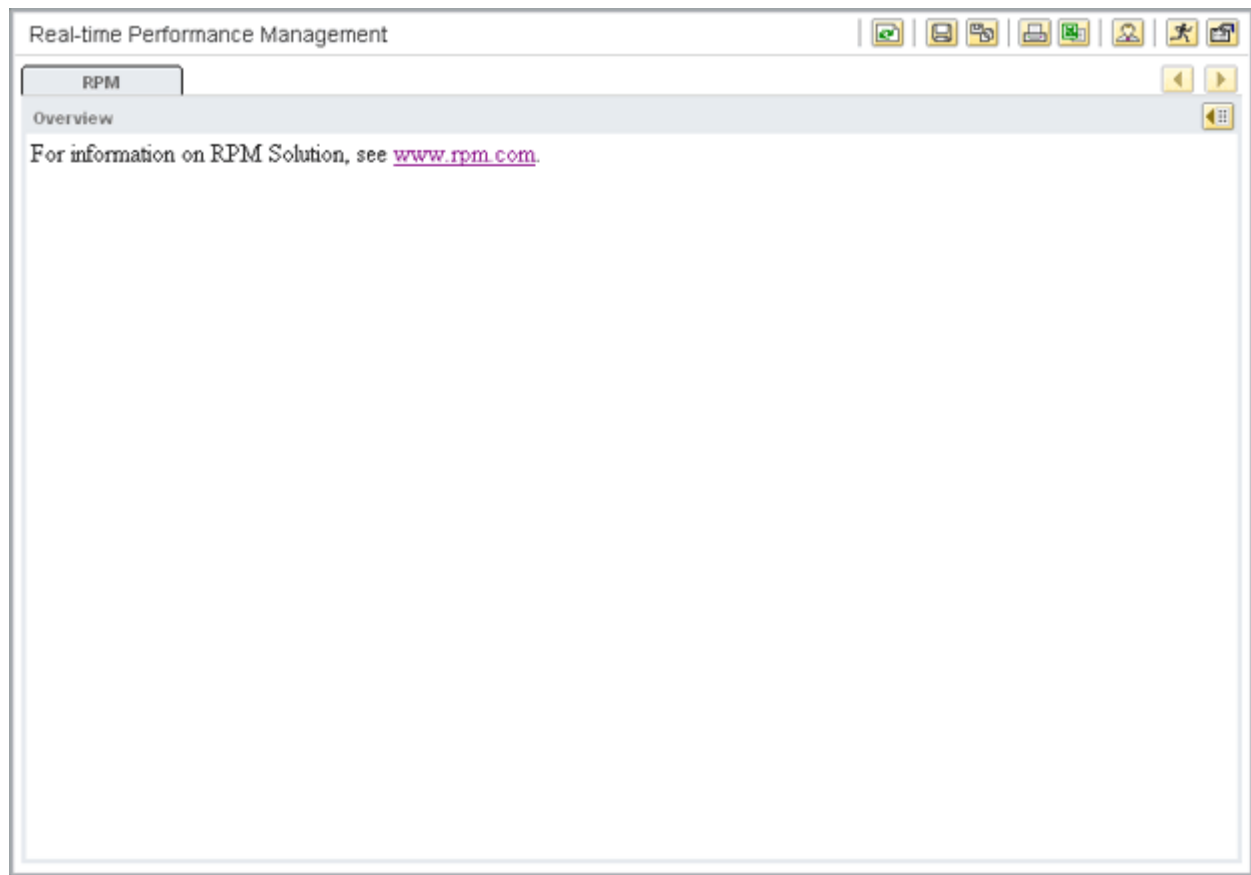 Real-time Performance Management
RPM
Overview
For information on RPM Solution, see www.rpm.com.